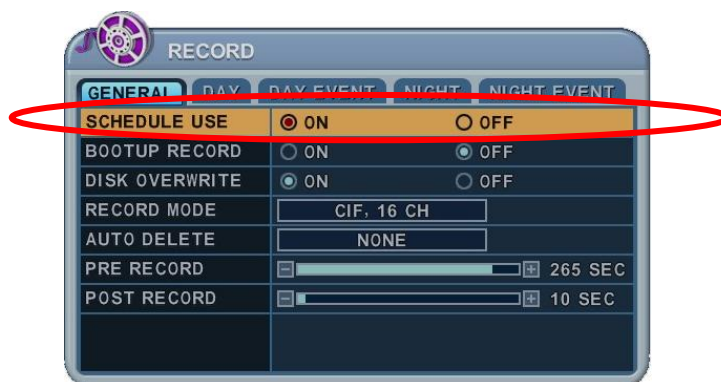 RECORD
GENERAL DAY DAY EVENT NIGHT NIGHT EVENT
SCHEDULE USE ON OFF
BOOTUP RECORD ON OFF
DISK OVERWRITE ON OFF
RECORD MODE CIF, 16 CH
AUTO DELETE NONE
PRE RECORD 265 SEC
POST RECORD 10 SEC